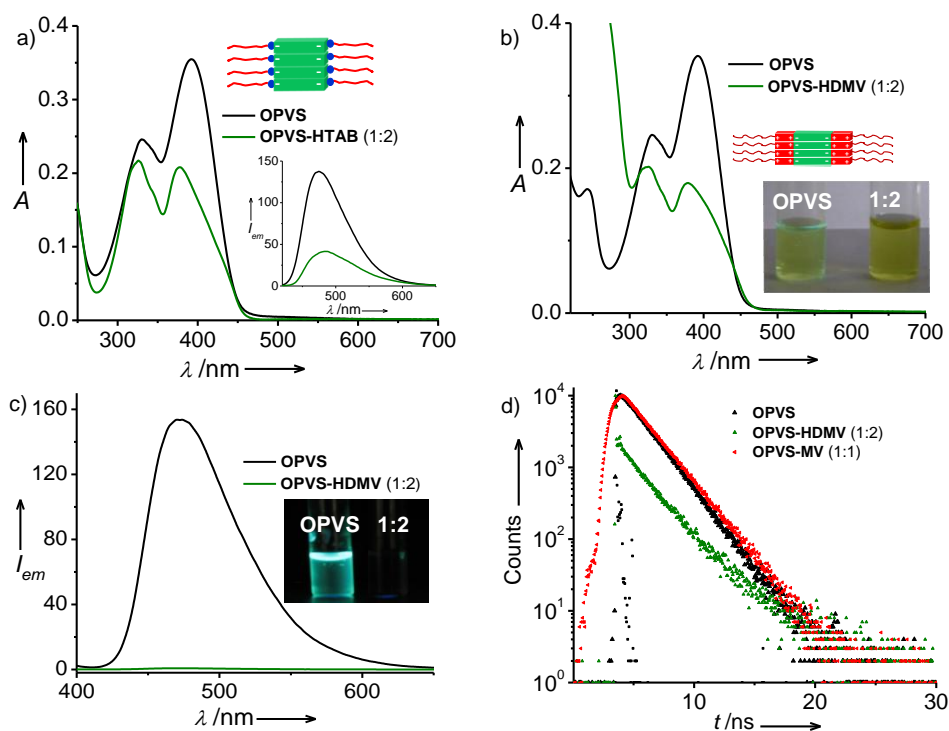 a)
0.4
0.3
0.2
0.1
0.0
A
OPVS
OPVS-HTAB (1:2)
150
100
50
0
I em
500 600
λ /nm
300 400 500 600 700
λ /nm
b)
0.4
0.2
0.0
A
OPVS
OPVS-HDMV (1:2)
OPVS 1:2
300 400 500 600 700
λ /nm
c)
160
120
80
40
0
I em
OPVS
OPVS-HDMV (1:2)
OPVS 1:2
400 500 600
λ /nm
d)
10^4
10^3
10^2
10^1
10^0
Counts
OPVS
OPVS-HDMV (1:2)
OPVS-MV (1:1)
10 20 30
t /ns